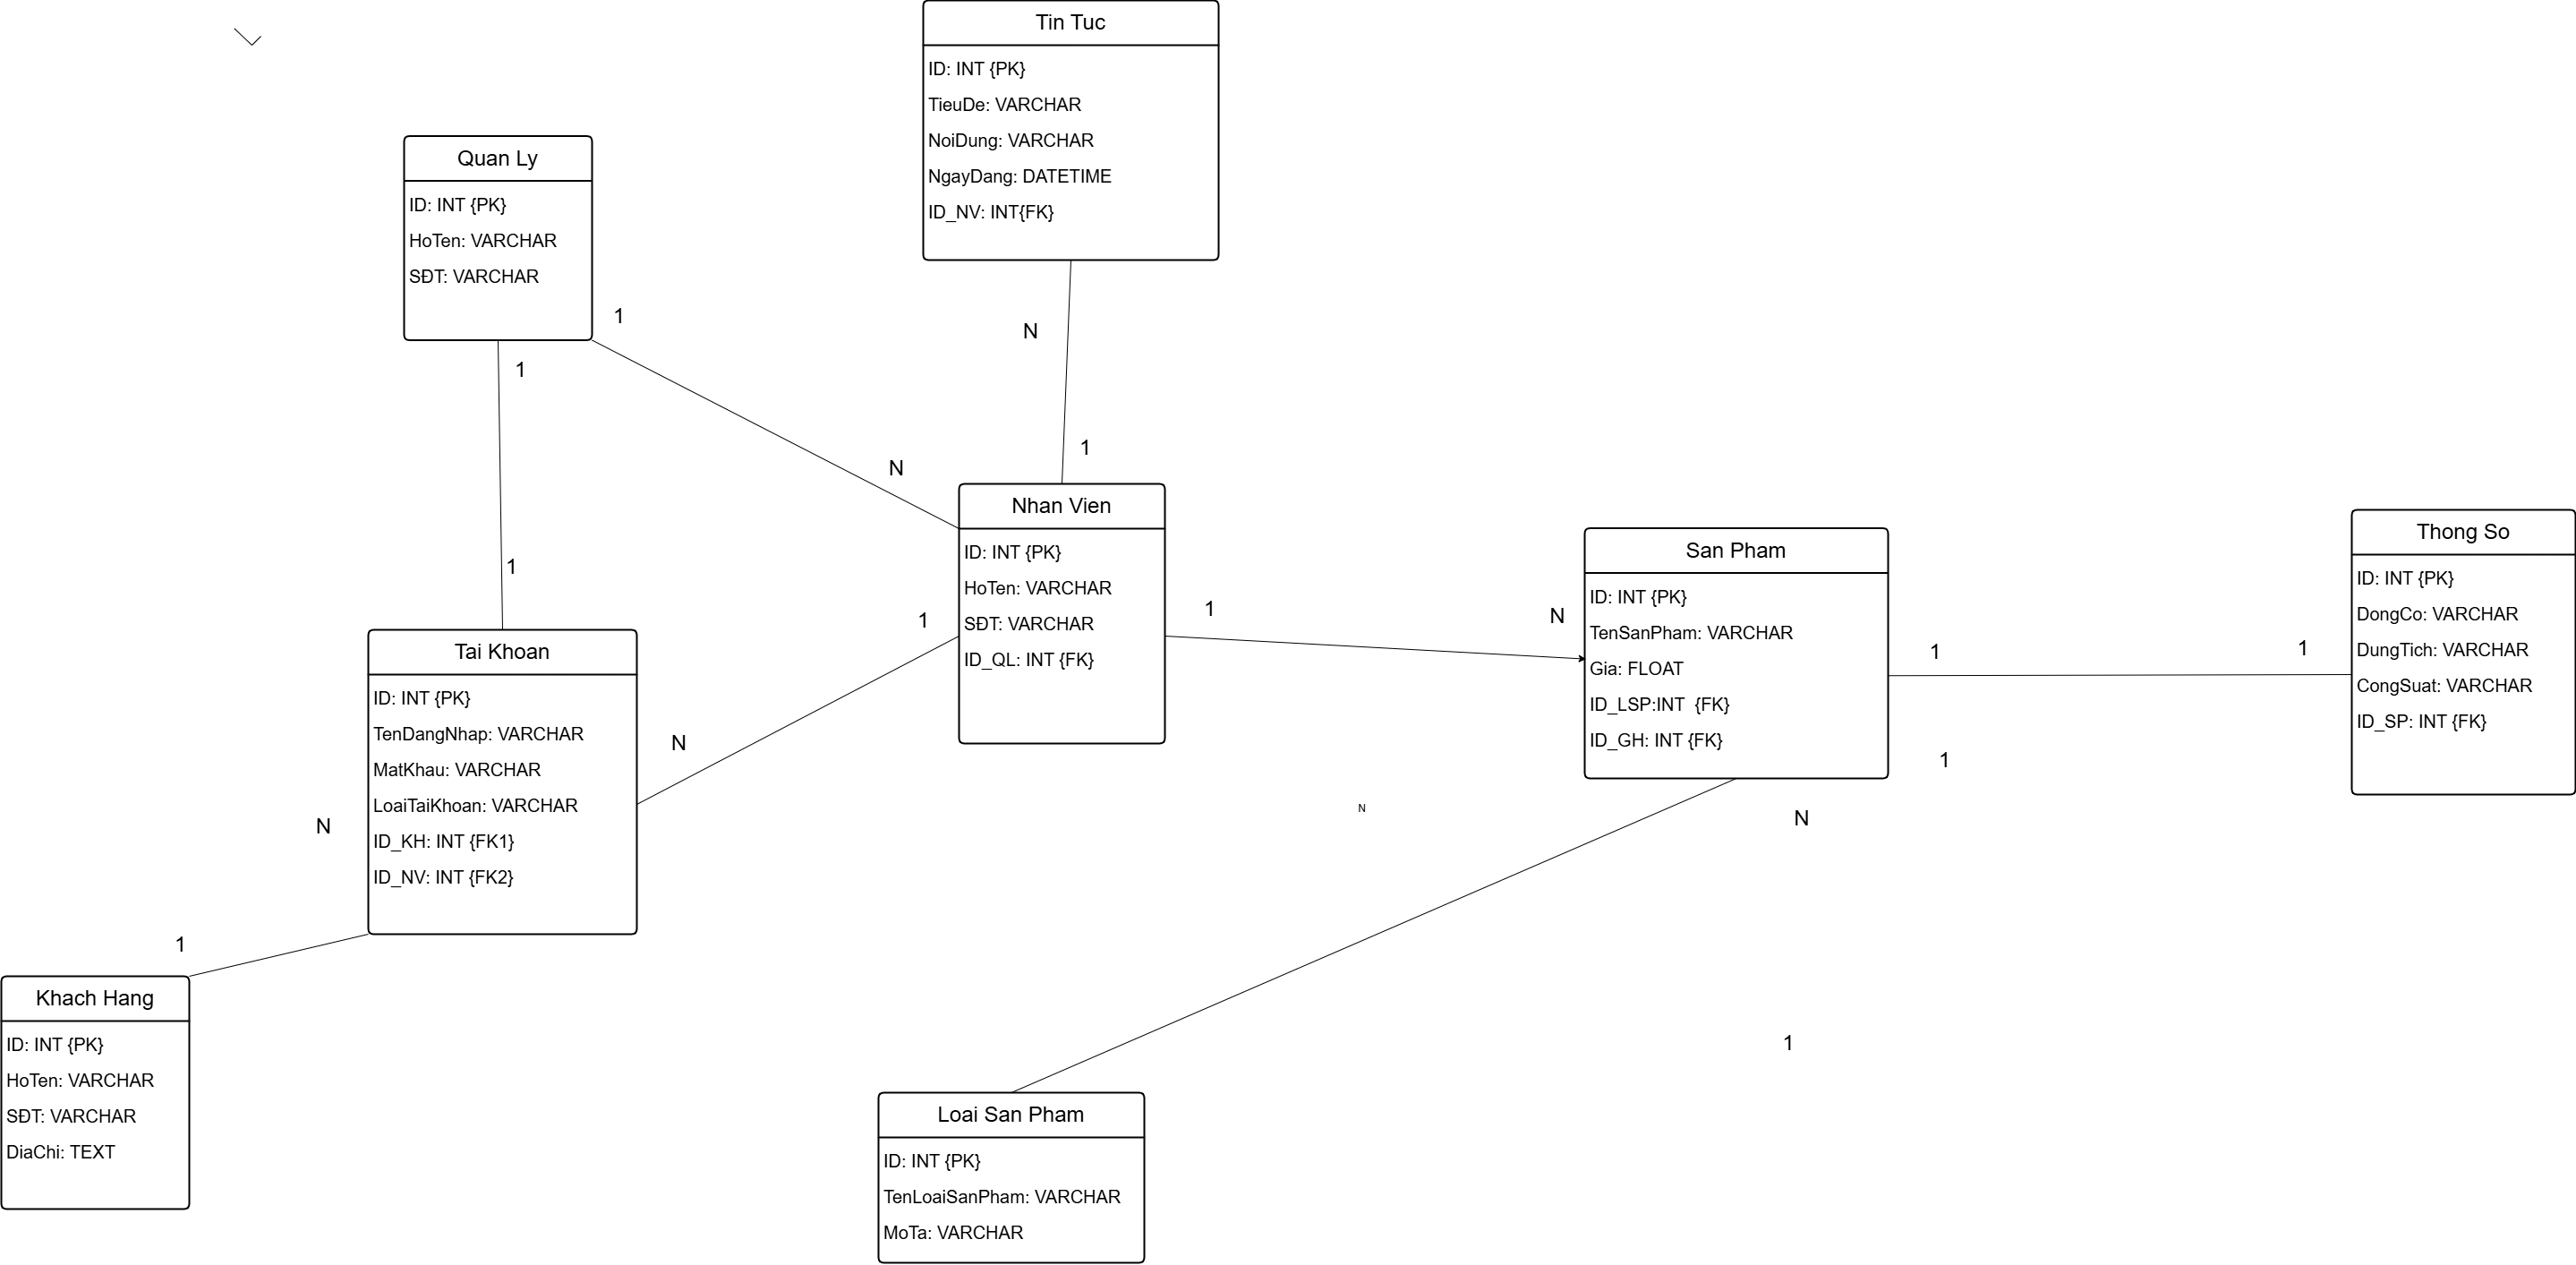 Tin Tuc
ID: INT {PK}
TieuDe: VARCHAR
NoiDung: VARCHAR
NgayDang: DATETIME
ID_NV: INT{FK}
Quan Ly
ID: INT {PK}
HoTen: VARCHAR
SĐT: VARCHAR
1
N
1
1
N
1
Nhan Vien
ID: INT {PK}
HoTen: VARCHAR
SĐT: VARCHAR
ID_QL: INT {FK}
1
1
N
Tai Khoan
ID: INT {PK}
TenDangNhap: VARCHAR
MatKhau: VARCHAR
LoaiTaiKhoan: VARCHAR
ID_KH: INT {FK1}
ID_NV: INT {FK2}
1
N
San Pham
ID: INT {PK}
TenSanPham: VARCHAR
Gia: FLOAT
ID_LSP:INT  {FK}
ID_GH: INT {FK}
1
1
Thong So
ID: INT {PK}
DongCo: VARCHAR
DungTich: VARCHAR
CongSuat: VARCHAR
ID_SP: INT {FK}
1
N
N
N
1
Khach Hang
ID: INT {PK}
HoTen: VARCHAR
SĐT: VARCHAR
DiaChi: TEXT
1
Loai San Pham
ID: INT {PK}
TenLoaiSanPham: VARCHAR
MoTa: VARCHAR